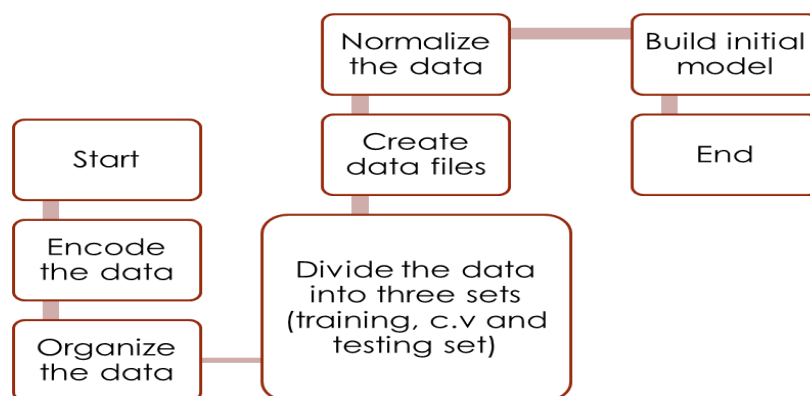 Start
Encode
the data
Organize
the data
Divide the data
into three sets
(training, c.v and
testing set)
Create
data files
Normalize
the data
Build initial
model
End